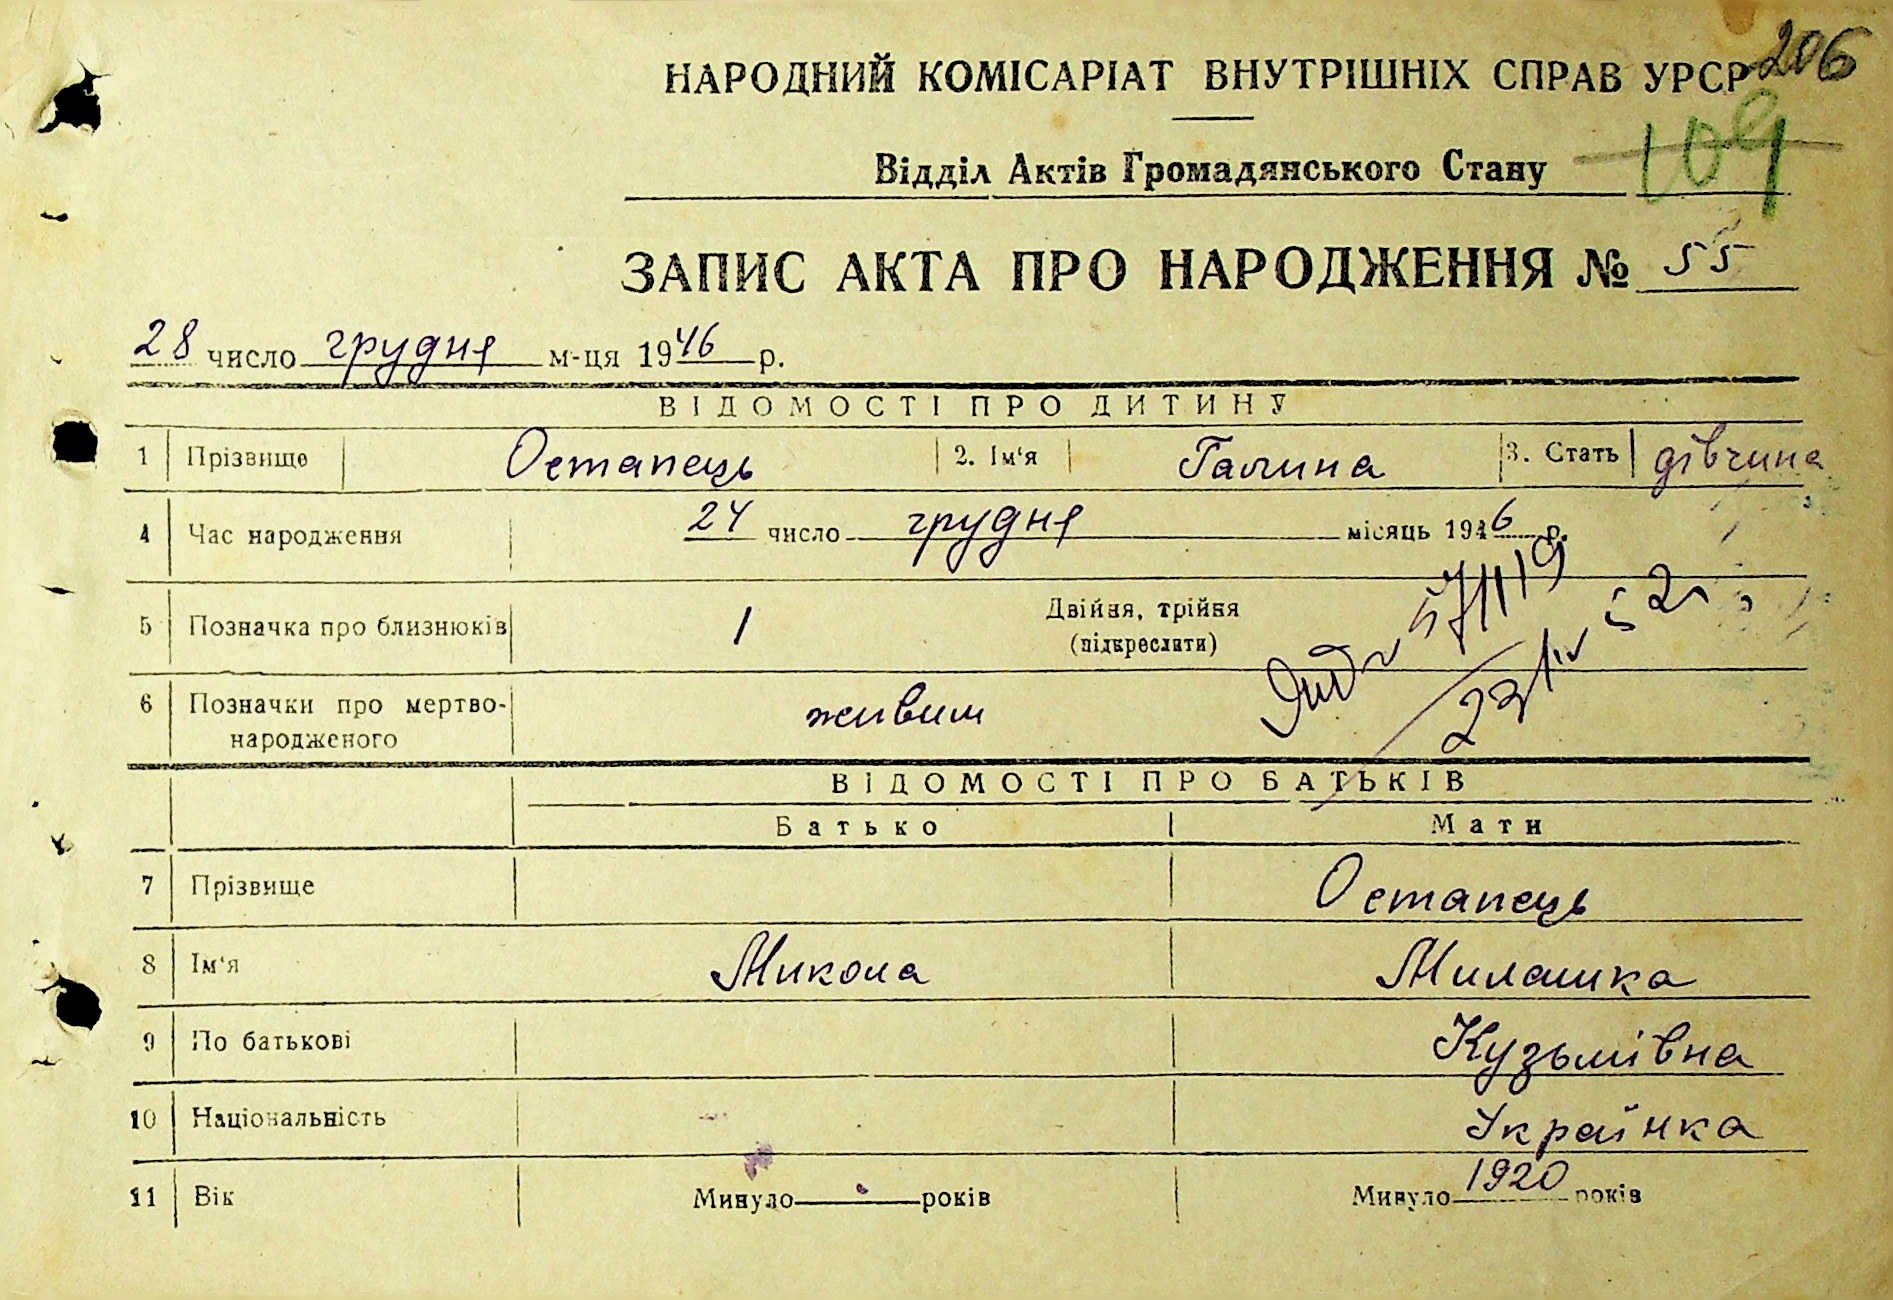 206
НАРОДНИЙ КОМІСАРІАТ ВНУТРІШНІХ СПРАВ УРСР
109
Відділ Актів Громадянського Стану
ЗАПИС АКТА ПРО НАРОДЖЕННЯ № 55
28 число грудня м-ця 1946 р.
ВІДОМОСТІ ПРО ДИТИНУ
1 Прізвище Остапець 2. Ім'я Галина 3. Стать дівчина
4 Час народження 24 число грудня місяць 1946 р.
5 Позначка про близнюків 1 Двійня, трійня
(підкреслити)
6 Позначки про мертво-
народженого живим
ВІДОМОСТІ ПРО БАТЬКІВ
Батько Мати
7 Прізвище Остапець
8 Ім'я Микола Милашка
9 По батькові Кузьмівна
10 Національність Українка
11 Вік Минуло років Минуло 1920 років